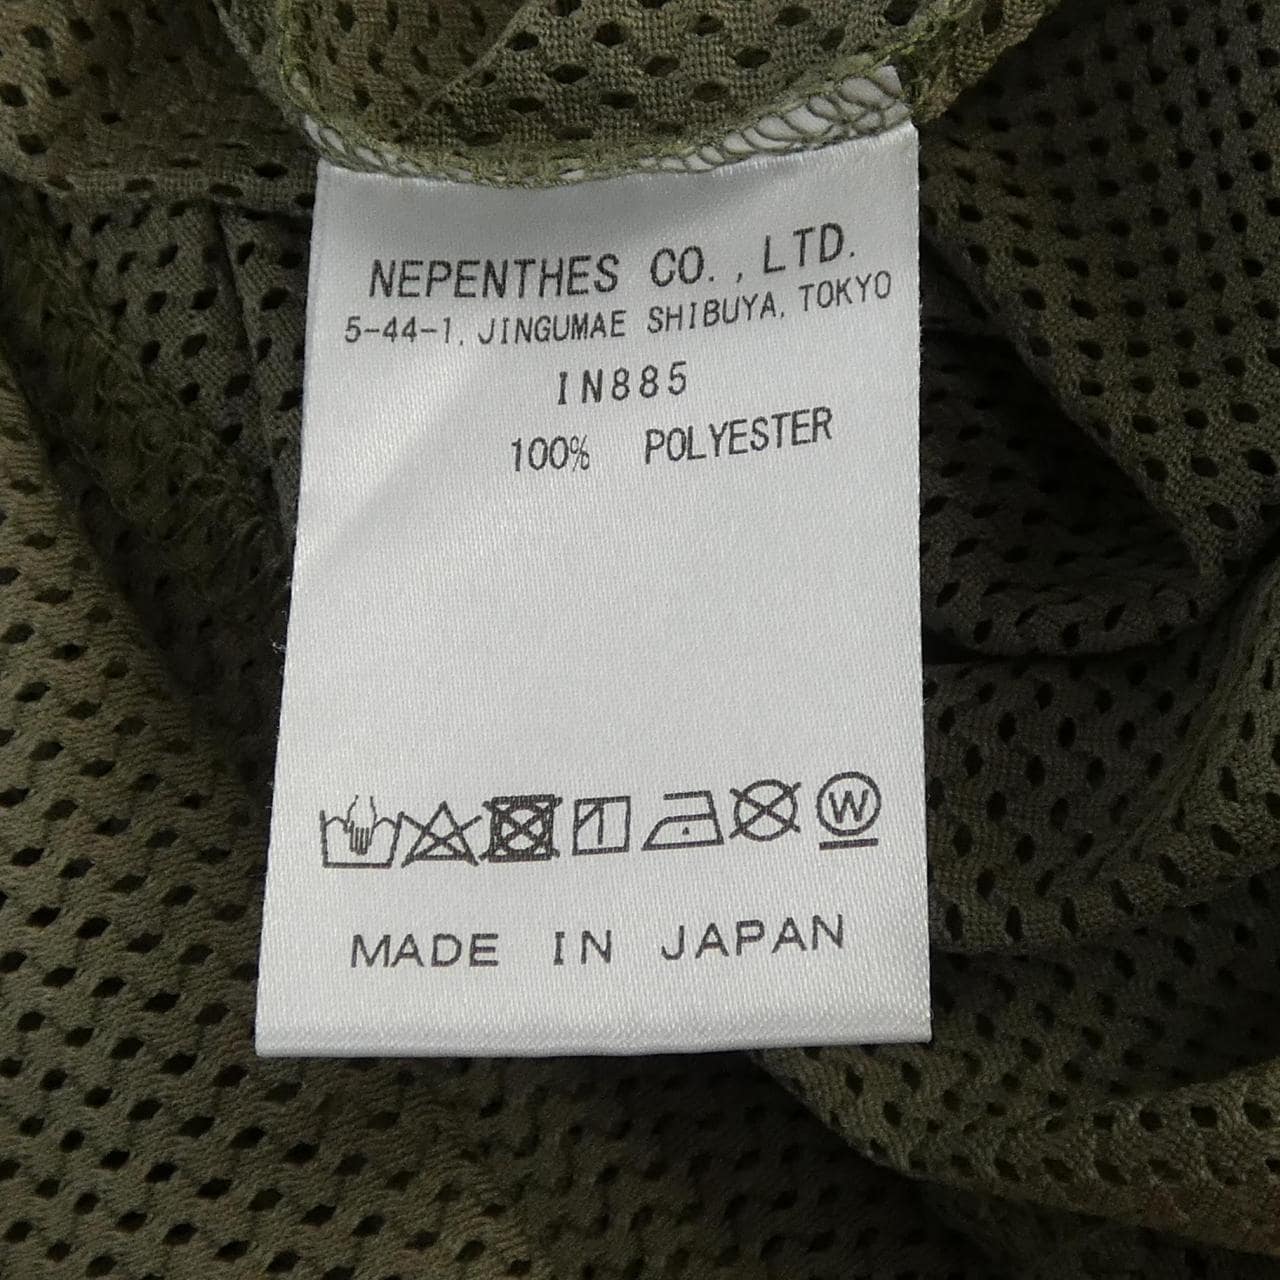 NEPENTHES CO., LTD.
5-44-1, JINGUMAE SHIBUYA, TOKYO
IN885
100% POLYESTER
W
MADE IN JAPAN